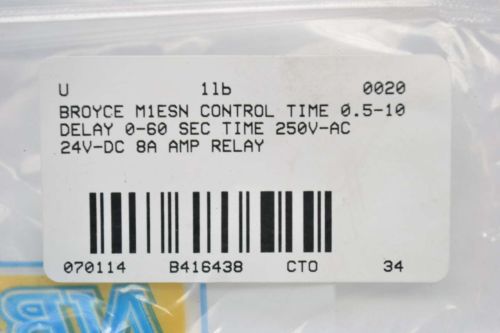 U 1lb 0020
BROYCE M1ESN CONTROL TIME 0.5-10
DELAY 0-60 SEC TIME 250V-AC
24V-DC 8A AMP RELAY
070114 B416438 CTO 34
MB